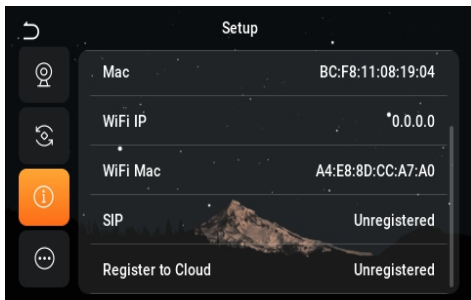 Setup
Mac BC:F8:11:08:19:04
WiFi IP 0.0.0.0
WiFi Mac A4:E8:8D:CC:A7:A0
SIP Unregistered
Register to Cloud Unregistered